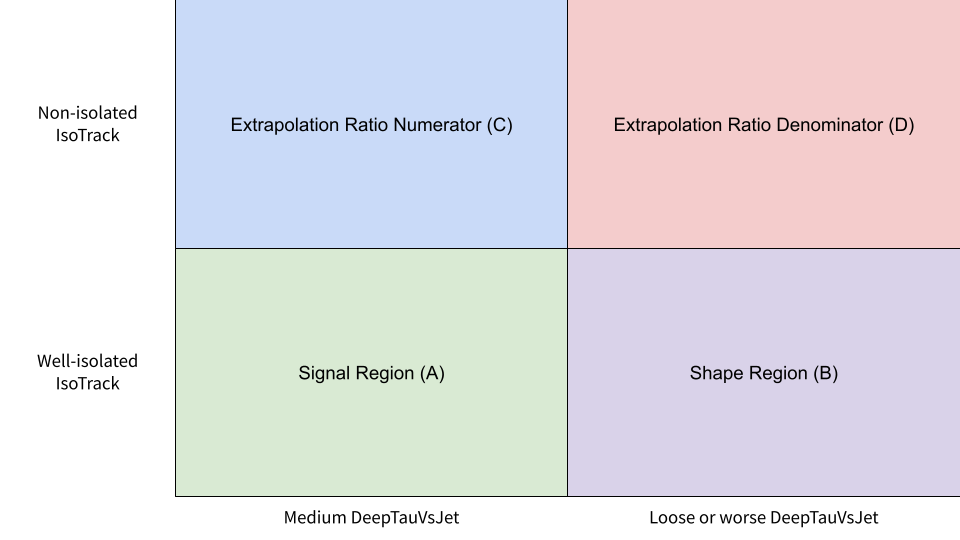 Non-isolated
IsoTrack
Extrapolation Ratio Numerator (C)
Extrapolation Ratio Denominator (D)
Well-isolated
IsoTrack
Signal Region (A)
Shape Region (B)
Medium DeepTauVsJet
Loose or worse DeepTauVsJet